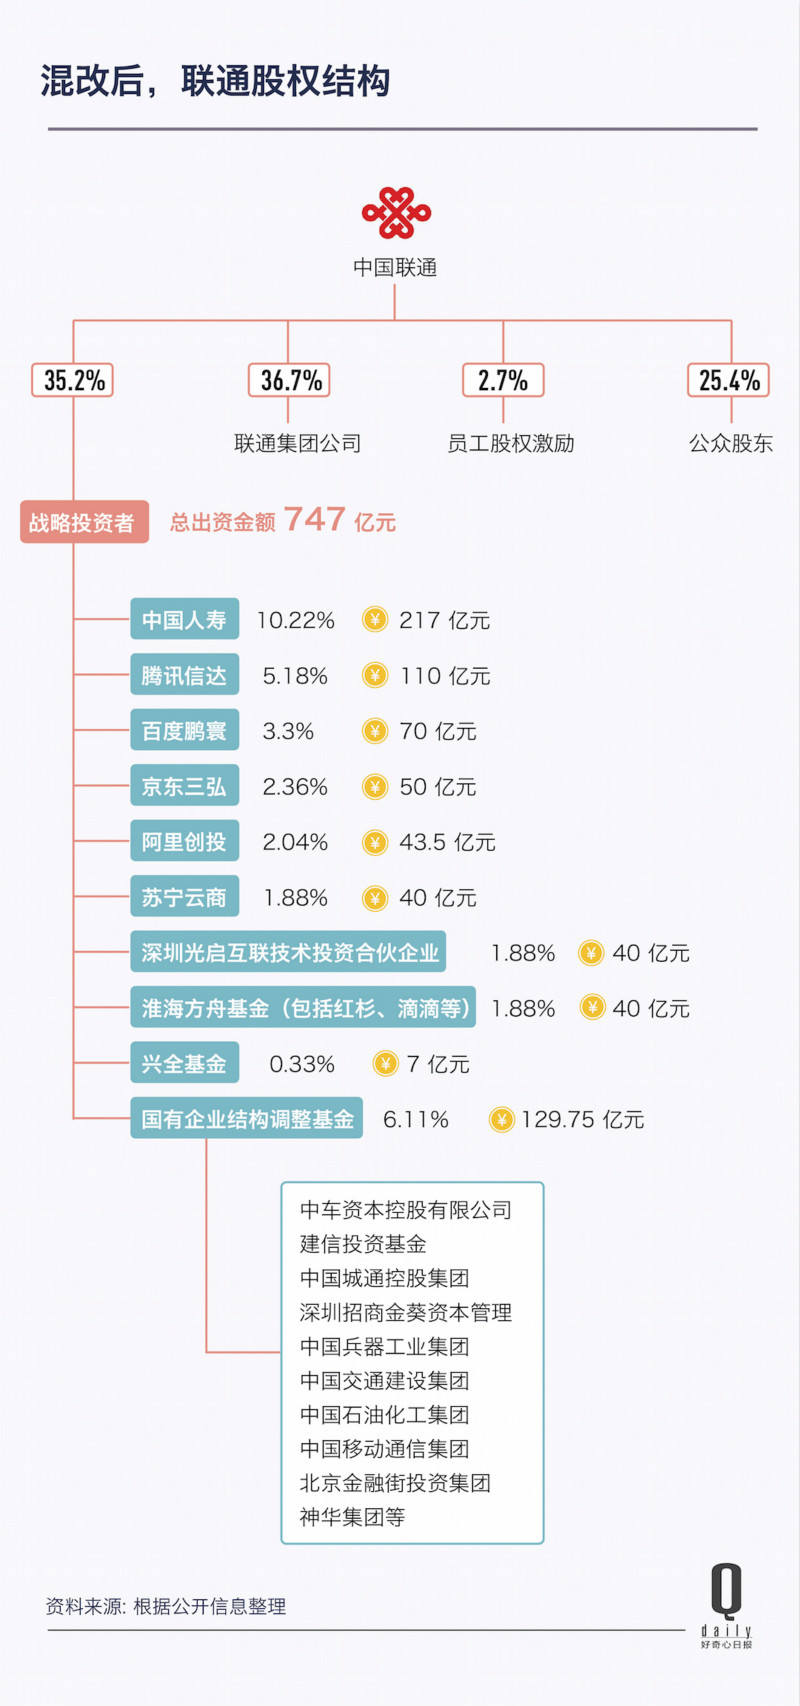 混改后，联通股权结构
中国联通
35.2% 36.7% 2.7% 25.4%
联通集团公司 员工股权激励 公众股东
战略投资者 总出资金额 747 亿元
中国人寿 10.22% ¥ 217 亿元
腾讯信达 5.18% ¥ 110 亿元
百度鹏寰 3.3% ¥ 70 亿元
京东三弘 2.36% ¥ 50 亿元
阿里创投 2.04% ¥ 43.5 亿元
苏宁云商 1.88% ¥ 40 亿元
深圳光启互联技术投资合伙企业 1.88% ¥ 40 亿元
淮海方舟基金（包括红杉、滴滴等） 1.88% ¥ 40 亿元
兴全基金 0.33% ¥ 7 亿元
国有企业结构调整基金 6.11% ¥ 129.75 亿元
中车资本控股有限公司
建信投资基金
中国城通控股集团
深圳招商金葵资本管理
中国兵器工业集团
中国交通建设集团
中国石油化工集团
中国移动通信集团
北京金融街投资集团
神华集团等
资料来源: 根据公开信息整理
Q
daily
好奇心日报